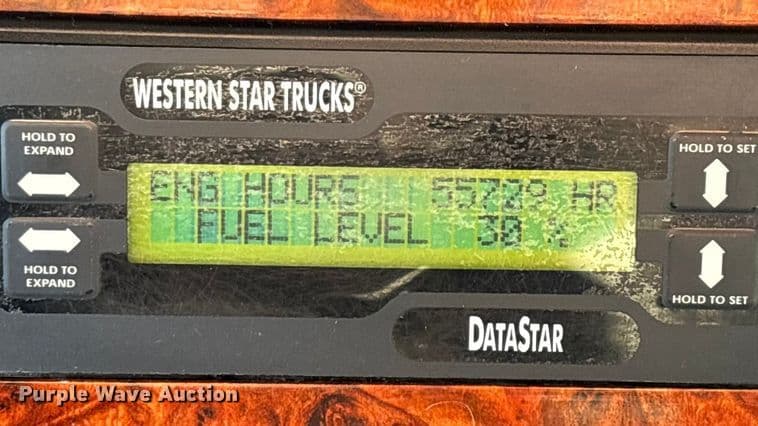 WESTERN STAR TRUCKS®
HOLD TO
EXPAND
HOLD TO SET
ENG HOURS 55729 HR
FUEL LEVEL 30 %
HOLD TO
EXPAND
HOLD TO SET
DATASTAR
Purple Wave Auction